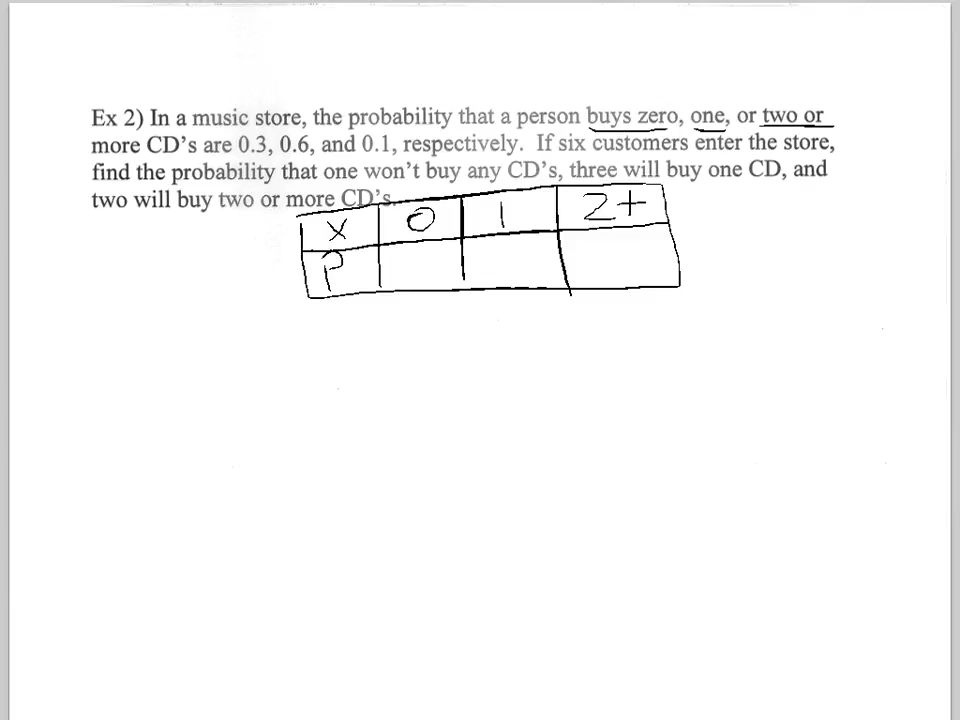 Ex 2) In a music store, the probability that a person buys zero, one, or two or
more CD's are 0.3, 0.6, and 0.1, respectively. If six customers enter the store,
find the probability that one won't buy any CD's, three will buy one CD, and
two will buy two or more CD's.
x 0 1 2+
P